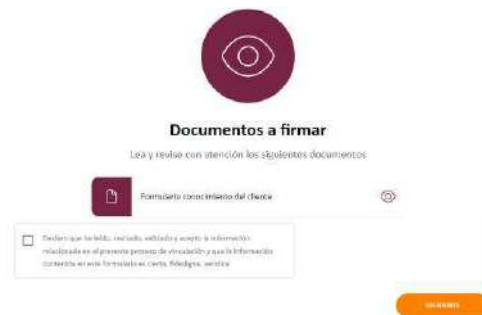 Documentos a firmar
Lea y revise con atención los siguientes documentos
Formulario conocimiento del cliente
Declaro que he leído, revisado, validado y acepto la información
relacionada en el presente proceso de vinculación y que la información
contenida en este formulario es cierta, fidedigna, verídica
SIGUIENTE